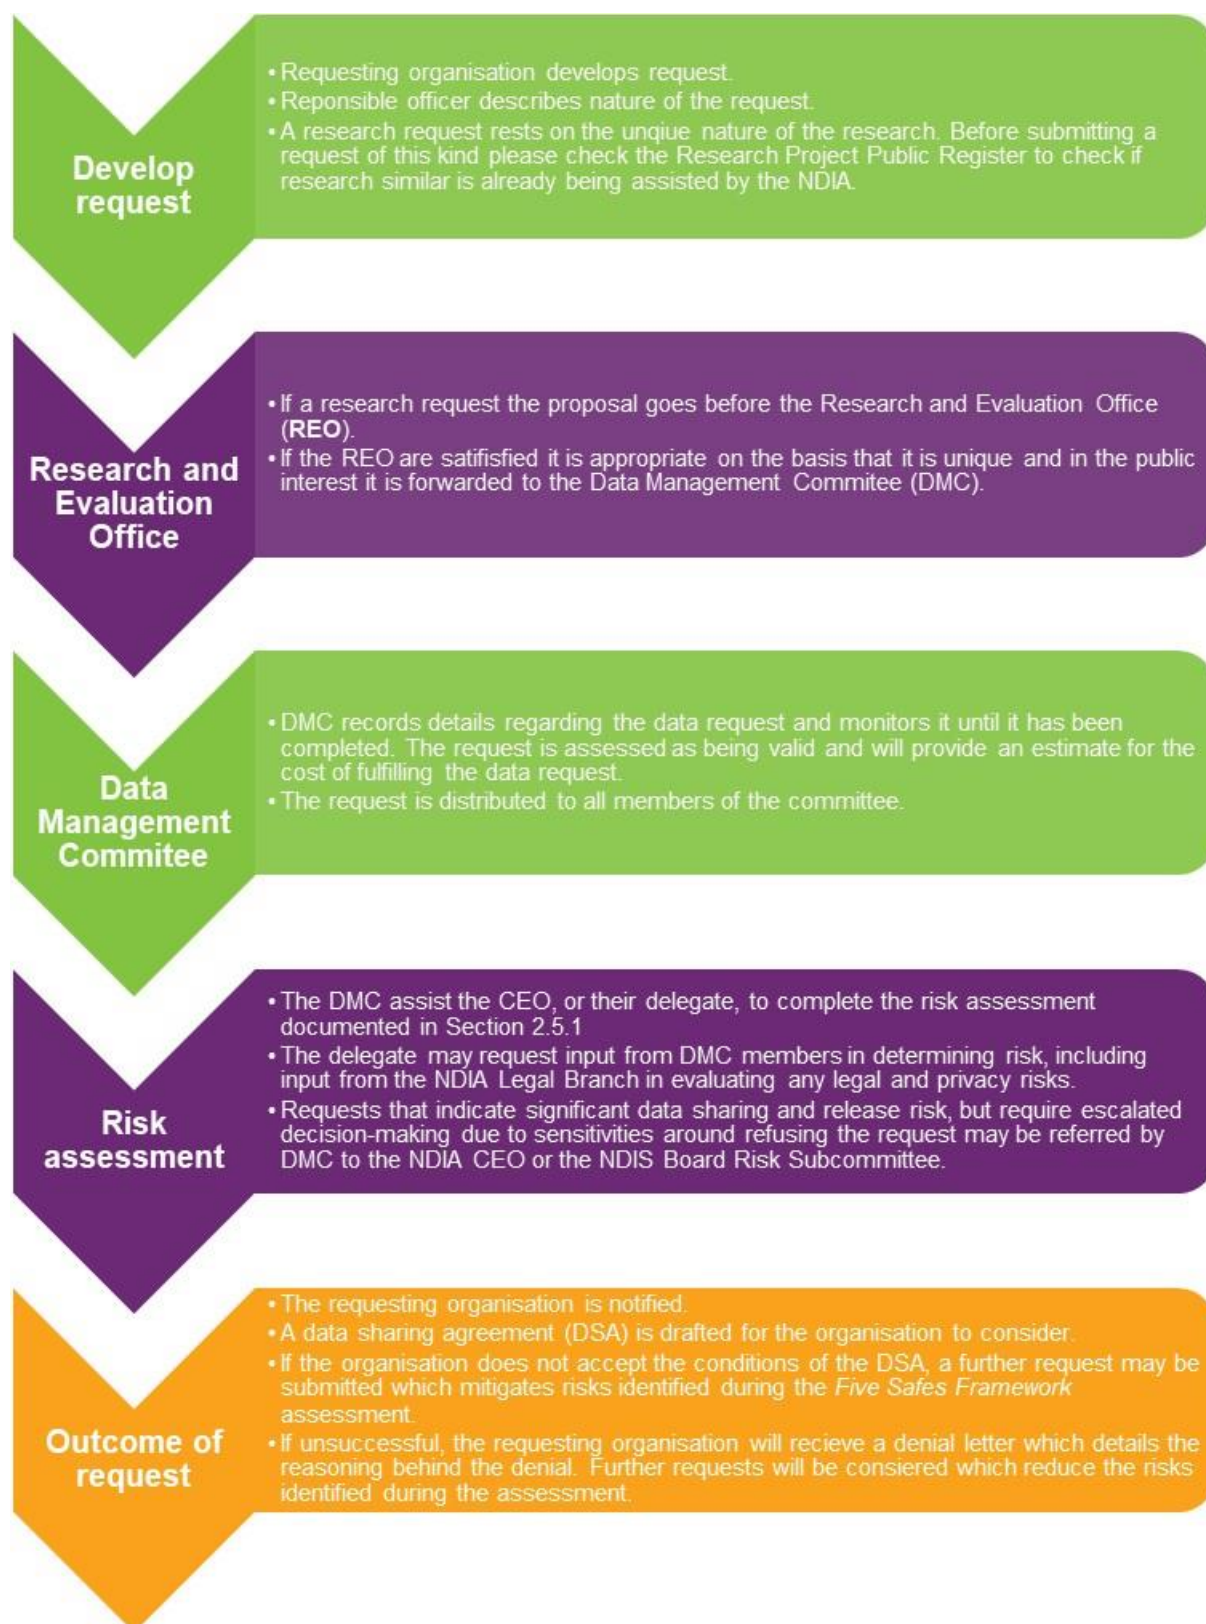 Develop
request
• Requesting organisation develops request.
• Reponsible officer describes nature of the request.
• A research request rests on the unqiue nature of the research. Before submitting a
request of this kind please check the Research Project Public Register to check if
research similar is already being assisted by the NDIA.
Research and
Evaluation
Office
• If a research request the proposal goes before the Research and Evaluation Office
(REO).
• If the REO are satifisfied it is appropriate on the basis that it is unique and in the public
interest it is forwarded to the Data Management Commitee (DMC).
Data
Management
Commitee
• DMC records details regarding the data request and monitors it until it has been
completed. The request is assessed as being valid and will provide an estimate for the
cost of fulfilling the data request.
• The request is distributed to all members of the committee.
Risk
assessment
• The DMC assist the CEO, or their delegate, to complete the risk assessment
documented in Section 2.5.1
• The delegate may request input from DMC members in determining risk, including
input from the NDIA Legal Branch in evaluating any legal and privacy risks.
• Requests that indicate significant data sharing and release risk, but require escalated
decision-making due to sensitivities around refusing the request may be referred by
DMC to the NDIA CEO or the NDIS Board Risk Subcommittee.
Outcome of
request
• The requesting organisation is notified.
• A data sharing agreement (DSA) is drafted for the organisation to consider.
• If the organisation does not accept the conditions of the DSA, a further request may be
submitted which mitigates risks identified during the Five Safes Framework
assessment.
• If unsuccessful, the requesting organisation will recieve a denial letter which details the
reasoning behind the denial. Further requests will be consiered which reduce the risks
identified during the assessment.